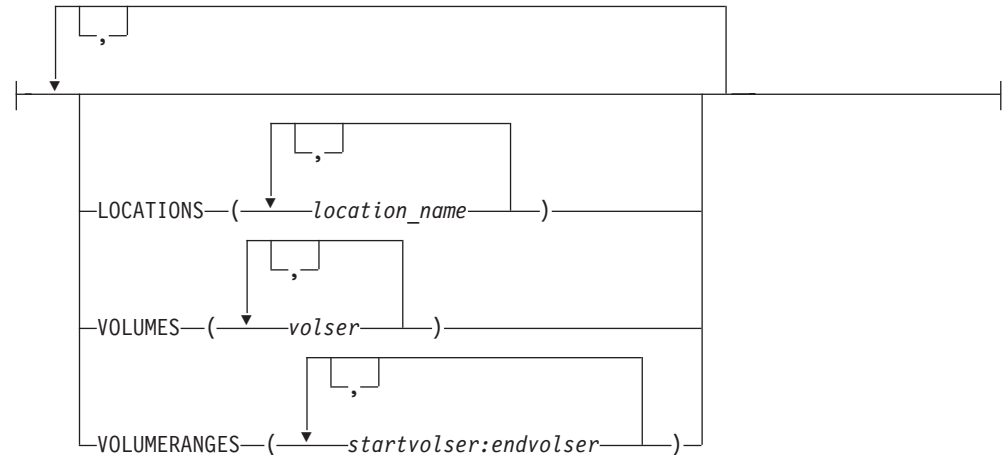 ,
,
LOCATIONS ( location_name )
,
VOLUMES ( volser )
,
VOLUMERANGES ( startvolser:endvolser )